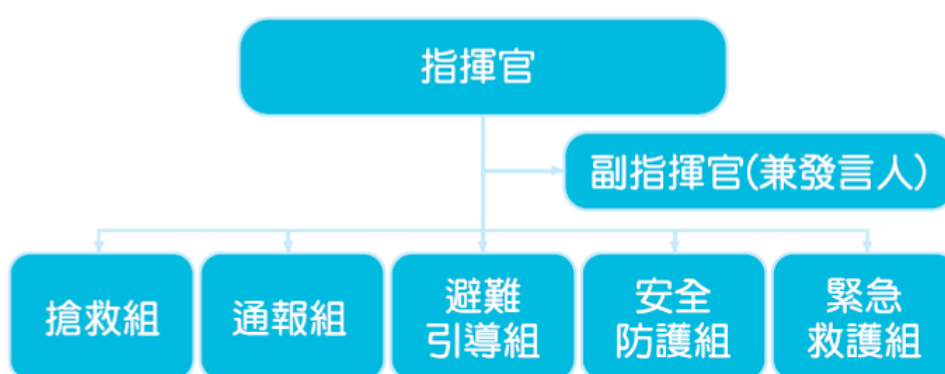 指揮官
副指揮官(兼發言人)
搶救組
通報組
避難
引導組
安全
防護組
緊急
救護組